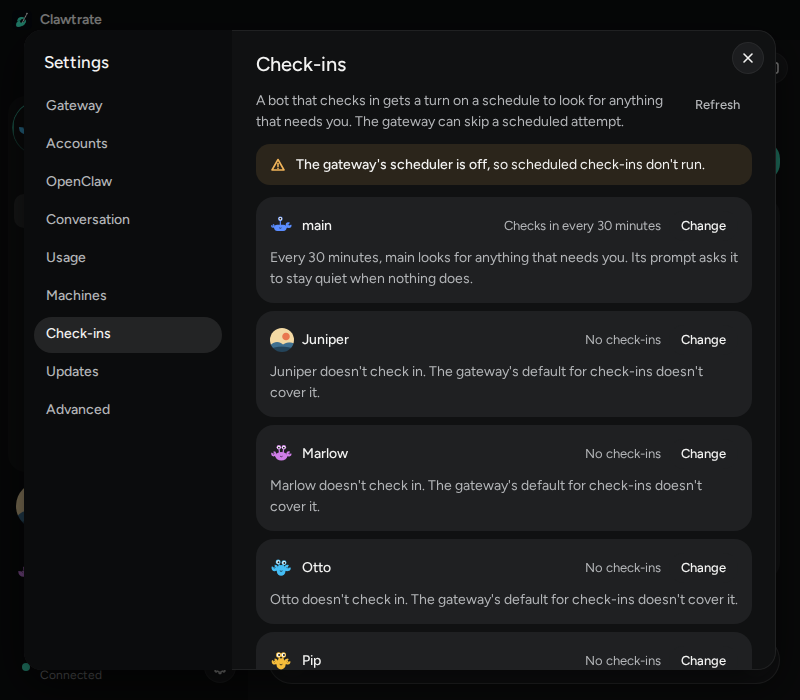 Clawtrate
Settings
Gateway
Accounts
OpenClaw
Conversation
Usage
Machines
Check-ins
Updates
Advanced
Connected
Check-ins
A bot that checks in gets a turn on a schedule to look for anything
that needs you. The gateway can skip a scheduled attempt.
Refresh
The gateway's scheduler is off, so scheduled check-ins don't run.
main
Checks in every 30 minutes
Change
Every 30 minutes, main looks for anything that needs you. Its prompt asks it
to stay quiet when nothing does.
Juniper
No check-ins
Change
Juniper doesn't check in. The gateway's default for check-ins doesn't
cover it.
Marlow
No check-ins
Change
Marlow doesn't check in. The gateway's default for check-ins doesn't
cover it.
Otto
No check-ins
Change
Otto doesn't check in. The gateway's default for check-ins doesn't cover it.
Pip
No check-ins
Change